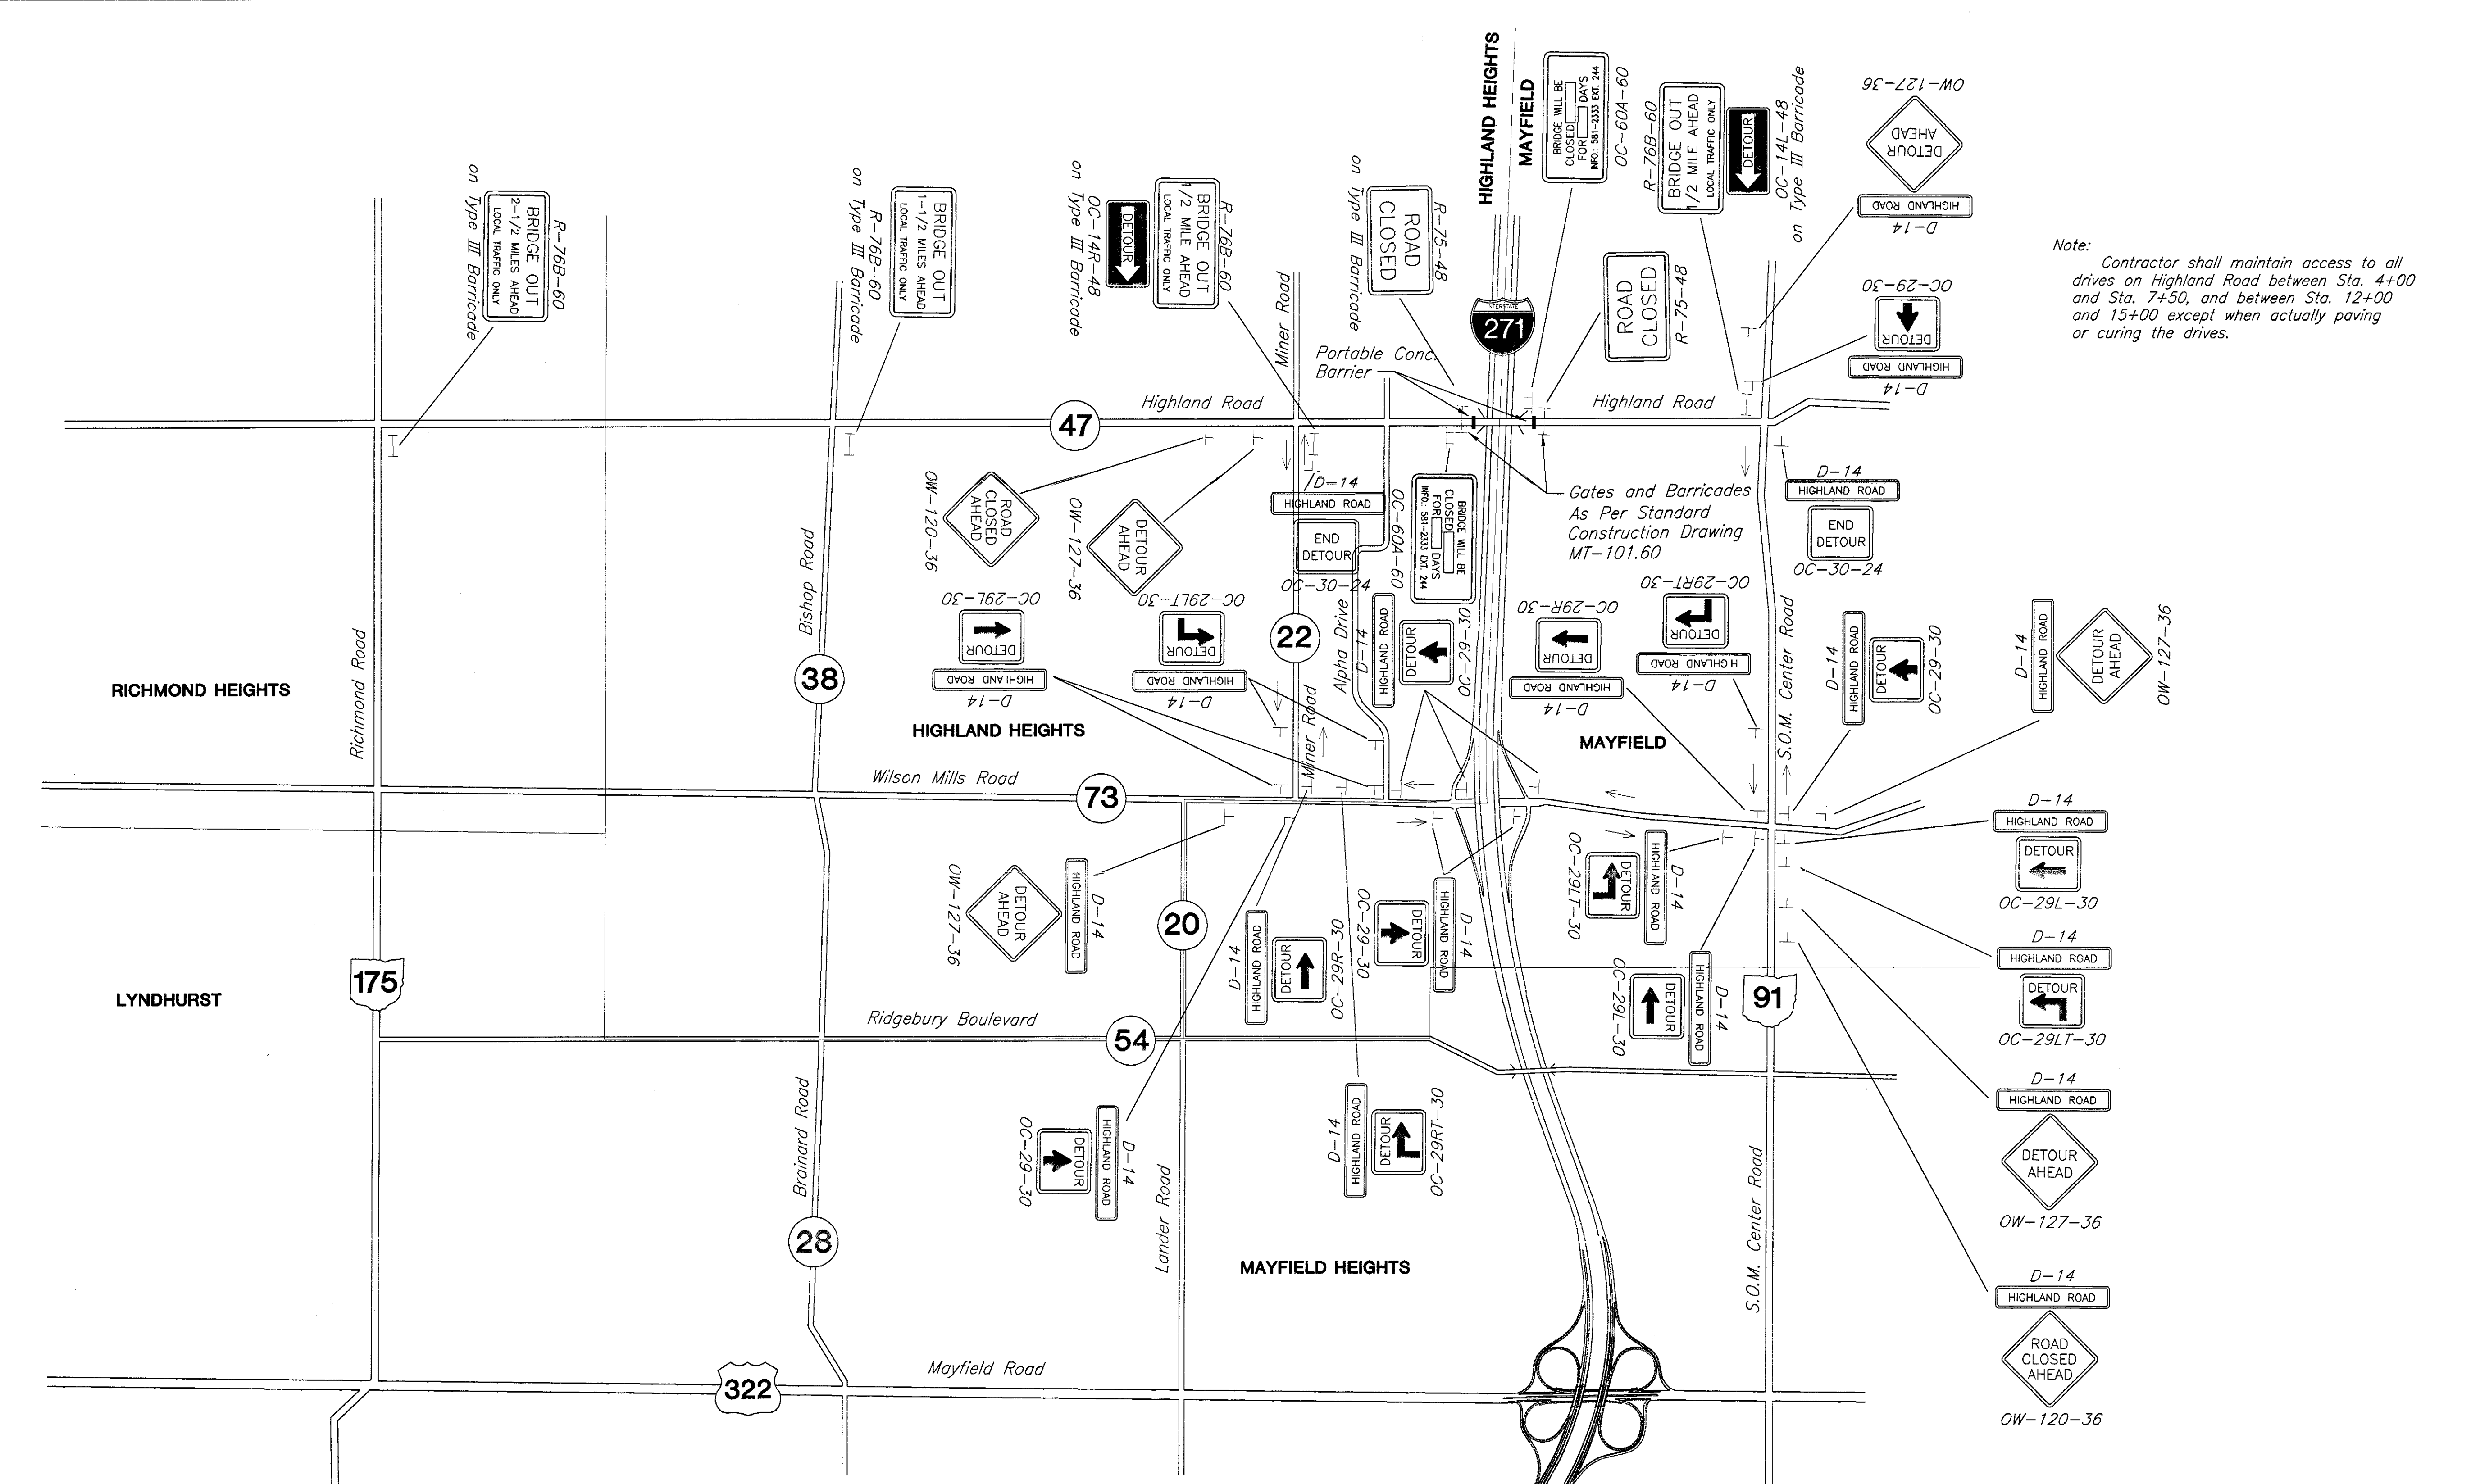 on Type III Barricade
BRIDGE OUT
2-1/2 MILES AHEAD
LOCAL TRAFFIC ONLY
R-76B-60
on Type III Barricade
R-76B-60
BRIDGE OUT
1-1/2 MILES AHEAD
LOCAL TRAFFIC ONLY
on Type III Barricade
OC-14R-48
DETOUR
BRIDGE OUT
1/2 MILE AHEAD
LOCAL TRAFFIC ONLY
R-76B-60
Miner Road
on Type III Barricade
ROAD
CLOSED
R-75-48
Portable Conc.
Barrier
HIGHLAND HEIGHTS
MAYFIELD
INTERSTATE
271
BRIDGE WILL BE
CLOSED
FOR DAYS
INFO.: 581-2333 EXT. 244
OC-60A-60
ROAD
CLOSED
R-75-48
R-76B-60
BRIDGE OUT
1/2 MILE AHEAD
LOCAL TRAFFIC ONLY
DETOUR
OC-14L-48
on Type III Barricade
OW-127-36
DETOUR
AHEAD
HIGHLAND ROAD
D-14
OC-29-30
DETOUR
HIGHLAND ROAD
D-14
Note:
Contractor shall maintain access to all
drives on Highland Road between Sta. 4+00
and Sta. 7+50, and between Sta. 12+00
and 15+00 except when actually paving
or curing the drives.
Highland Road
47
Highland Road
OW-120-36
ROAD
CLOSED
AHEAD
OW-127-36
DETOUR
AHEAD
D-14
HIGHLAND ROAD
END
DETOUR
OC-30-24
OC-60A-60
BRIDGE WILL BE
CLOSED
FOR DAYS
INFO.: 581-2333 EXT. 244
Gates and Barricades
As Per Standard
Construction Drawing
MT-101.60
D-14
HIGHLAND ROAD
END
DETOUR
OC-30-24
Richmond Road
Bishop Road
38
OC-29L-30
DETOUR
HIGHLAND ROAD
D-14
OC-29LT-30
DETOUR
HIGHLAND ROAD
D-14
22
Miner Road
Alpha Drive
D-14
HIGHLAND ROAD
DETOUR
OC-29-30
OC-29R-30
DETOUR
HIGHLAND ROAD
D-14
OC-29RT-30
DETOUR
HIGHLAND ROAD
D-14
S.O.M. Center Road
D-14
HIGHLAND ROAD
DETOUR
OC-29-30
D-14
HIGHLAND ROAD
DETOUR
AHEAD
OW-127-36
RICHMOND HEIGHTS
HIGHLAND HEIGHTS
MAYFIELD
Wilson Mills Road
73
OW-127-36
DETOUR
AHEAD
HIGHLAND ROAD
D-14
20
D-14
HIGHLAND ROAD
DETOUR
OC-29R-30
OC-29-30
DETOUR
HIGHLAND ROAD
D-14
OC-29LT-30
DETOUR
HIGHLAND ROAD
D-14
OC-29L-30
DETOUR
HIGHLAND ROAD
D-14
D-14
HIGHLAND ROAD
DETOUR
OC-29L-30
D-14
HIGHLAND ROAD
DETOUR
OC-29LT-30
LYNDHURST
175
91
Ridgebury Boulevard
54
D-14
HIGHLAND ROAD
DETOUR
AHEAD
OW-127-36
Brainard Road
28
OC-29-30
DETOUR
HIGHLAND ROAD
D-14
Lander Road
D-14
HIGHLAND ROAD
DETOUR
OC-29RT-30
MAYFIELD HEIGHTS
S.O.M. Center Road
D-14
HIGHLAND ROAD
ROAD
CLOSED
AHEAD
OW-120-36
322
Mayfield Road